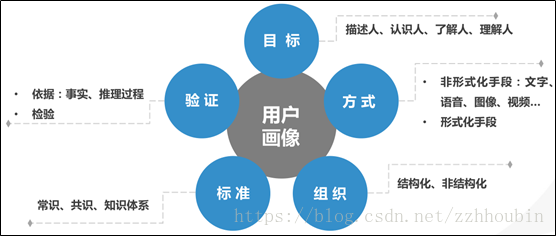 目 标
描述人、认识人、了解人、理解人
方 式
• 非形式化手段：文字、
语音、图像、视频...
• 形式化手段
组 织
结构化、非结构化
标 准
常识、共识、知识体系
验 证
• 依据：事实、推理过程
• 检验
用户
画像
https://blog.csdn.net/zzhhoubin